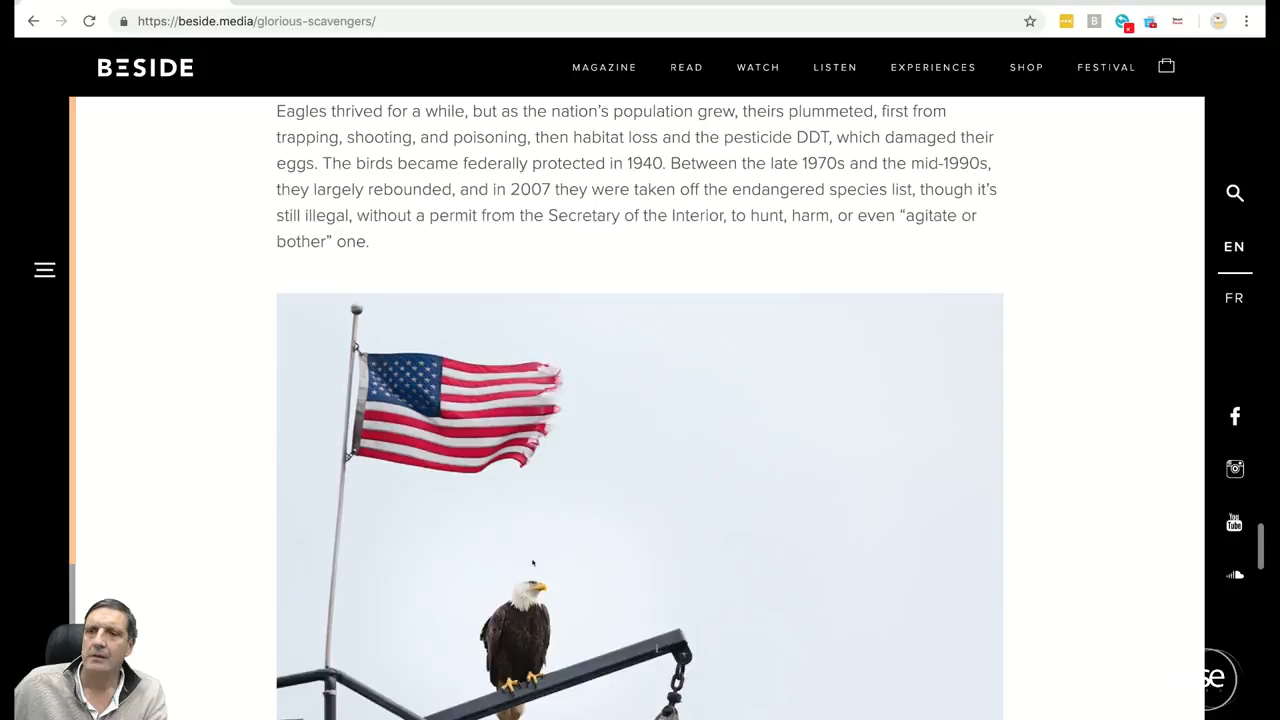 https://beside.media/glorious-scavengers/
BESIDE
MAGAZINE READ WATCH LISTEN EXPERIENCES SHOP FESTIVAL
Eagles thrived for a while, but as the nation’s population grew, theirs plummeted, first from
trapping, shooting, and poisoning, then habitat loss and the pesticide DDT, which damaged their
eggs. The birds became federally protected in 1940. Between the late 1970s and the mid-1990s,
they largely rebounded, and in 2007 they were taken off the endangered species list, though it’s
still illegal, without a permit from the Secretary of the Interior, to hunt, harm, or even “agitate or
bother” one.
EN
FR
You
Tube
se